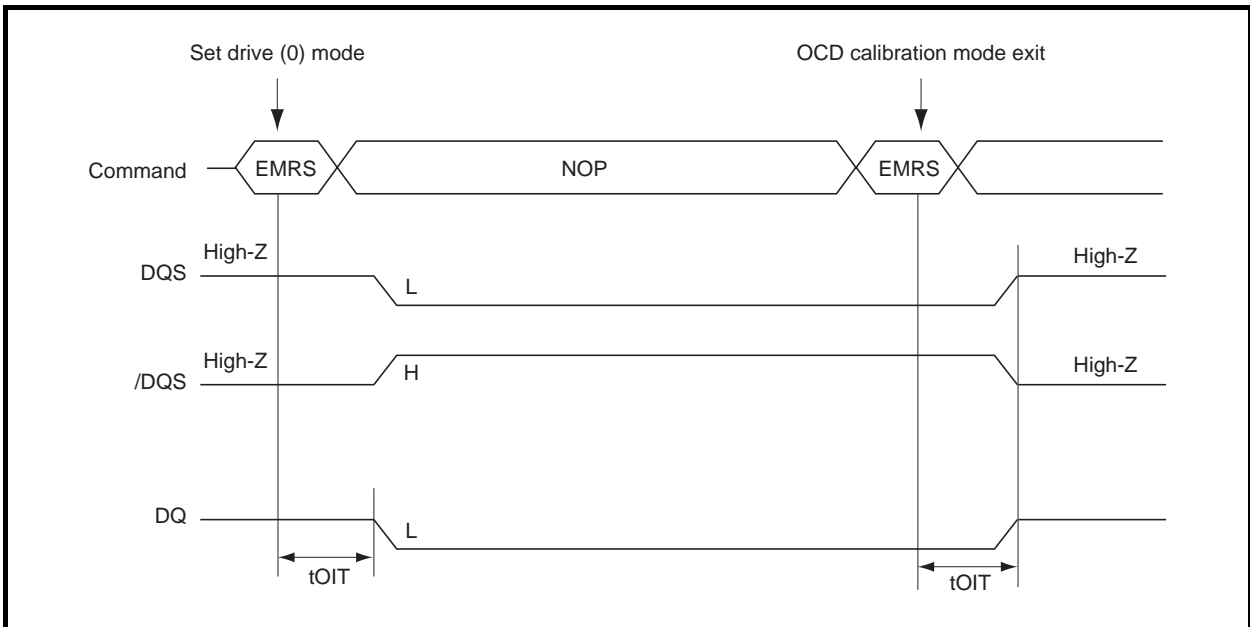 Set drive (0) mode
OCD calibration mode exit
Command
EMRS
NOP
EMRS
DQS
High-Z
L
High-Z
/DQS
High-Z
H
High-Z
DQ
L
tOIT
tOIT